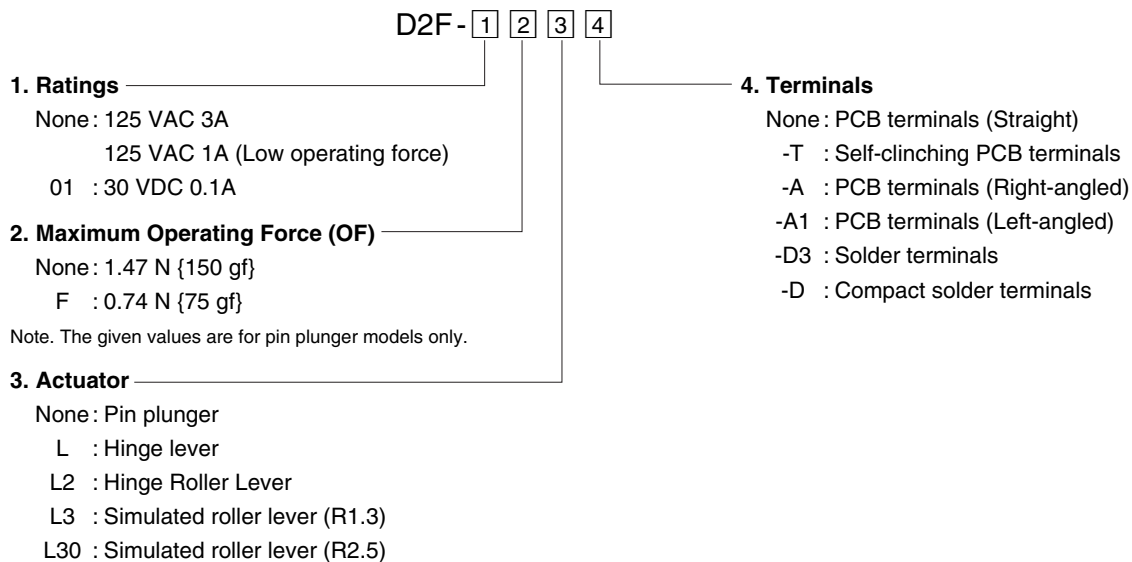 D2F- 1 2 3 4
1. Ratings
None : 125 VAC 3A
125 VAC 1A (Low operating force)
01 : 30 VDC 0.1A
2. Maximum Operating Force (OF)
None : 1.47 N {150 gf}
F : 0.74 N {75 gf}
Note. The given values are for pin plunger models only.
3. Actuator
None : Pin plunger
L : Hinge lever
L2 : Hinge Roller Lever
L3 : Simulated roller lever (R1.3)
L30 : Simulated roller lever (R2.5)
4. Terminals
None : PCB terminals (Straight)
-T : Self-clinching PCB terminals
-A : PCB terminals (Right-angled)
-A1 : PCB terminals (Left-angled)
-D3 : Solder terminals
-D : Compact solder terminals